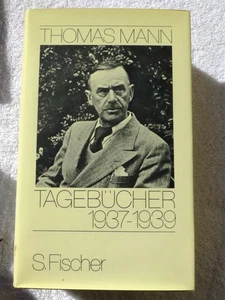 THOMAS MANN
TAGEBÜCHER
1937-1939
S. Fischer